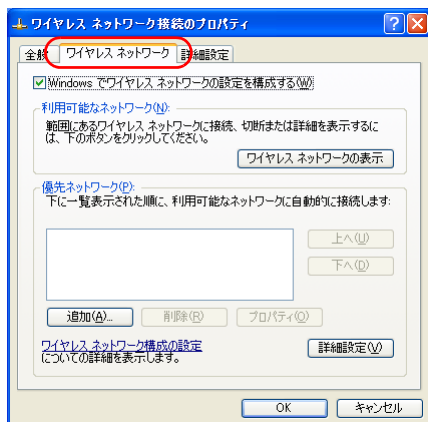 ワイヤレス ネットワーク接続のプロパティ
全般 ワイヤレス ネットワーク 詳細設定
Windows でワイヤレス ネットワークの設定を構成する(W)
利用可能なネットワーク(N):
範囲にあるワイヤレス ネットワークに接続、切断または詳細を表示するに
は、下のボタンをクリックしてください。
ワイヤレス ネットワークの表示
優先ネットワーク(P):
下に一覧表示された順に、利用可能なネットワークに自動的に接続します:
上へ(U)
下へ(D)
追加(A)... 削除(R) プロパティ(O)
ワイヤレス ネットワーク構成の設定
についての詳細を表示します。
詳細設定(V)
OK キャンセル